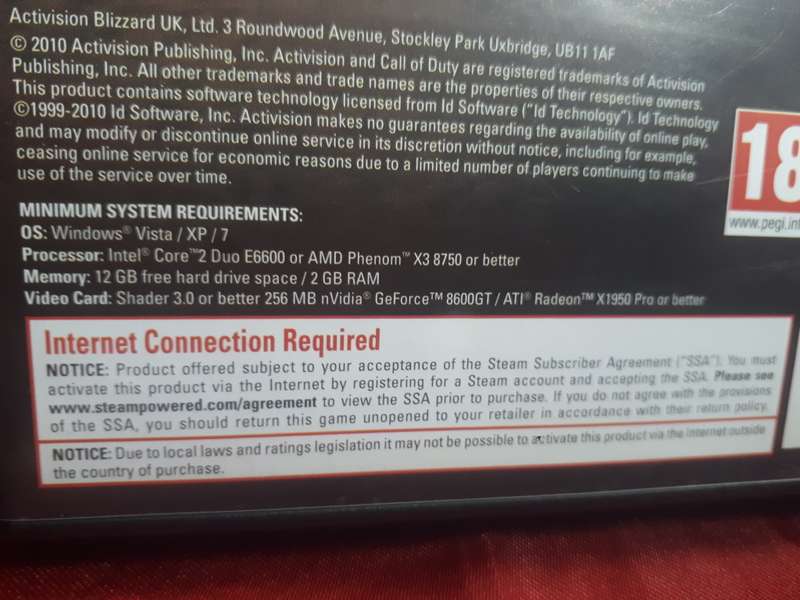 Activision Blizzard UK, Ltd. 3 Roundwood Avenue, Stockley Park Uxbridge, UB11 1AF
© 2010 Activision Publishing, Inc. Activision and Call of Duty are registered trademarks of Activision
Publishing, Inc. All other trademarks and trade names are the properties of their respective owners.
This product contains software technology licensed from Id Software ("Id Technology"). Id Technology
©1999-2010 Id Software, Inc. Activision makes no guarantees regarding the availability of online play,
and may modify or discontinue online service in its discretion without notice, including for example,
ceasing online service for economic reasons due to a limited number of players continuing to make
use of the service over time.
18
www.pegi.inf
MINIMUM SYSTEM REQUIREMENTS:
OS: Windows® Vista / XP / 7
Processor: Intel® Core™2 Duo E6600 or AMD Phenom™ X3 8750 or better
Memory: 12 GB free hard drive space / 2 GB RAM
Video Card: Shader 3.0 or better 256 MB nVidia® GeForce™ 8600GT / ATI® Radeon™ X1950 Pro or better
Internet Connection Required
NOTICE: Product offered subject to your acceptance of the Steam Subscriber Agreement ("SSA"). You must
activate this product via the Internet by registering for a Steam account and accepting the SSA. Please see
www.steampowered.com/agreement to view the SSA prior to purchase. If you do not agree with the provisions
of the SSA, you should return this game unopened to your retailer in accordance with their return policy.
NOTICE: Due to local laws and ratings legislation it may not be possible to activate this product via the internet outside
the country of purchase.